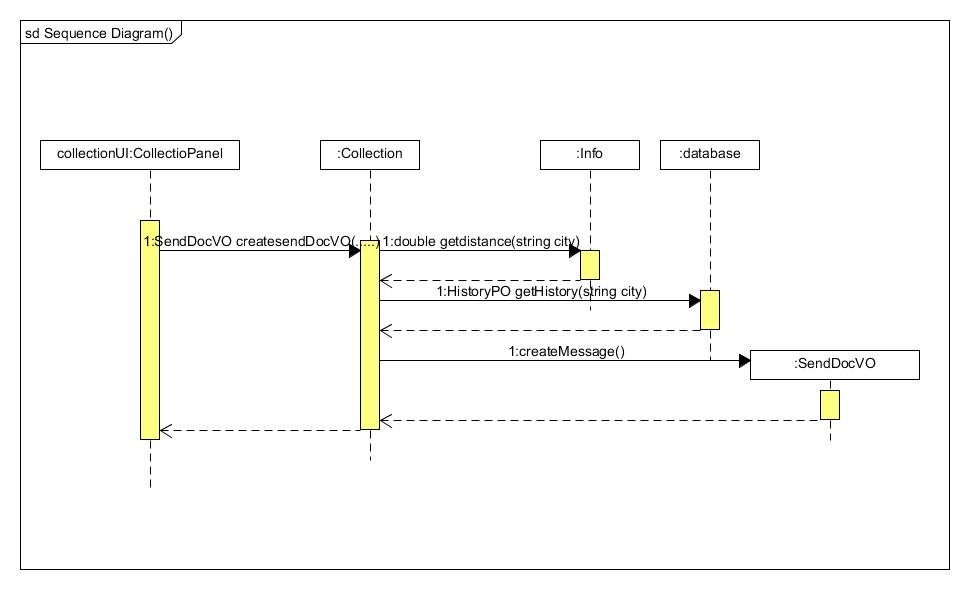 sd Sequence Diagram()
collectionUI:CollectioPanel
:Collection
:Info
:database
1:SendDocVO createsendDocVO(.....)
1:double getdistance(string city)
1:HistoryPO getHistory(string city)
1:createMessage()
:SendDocVO